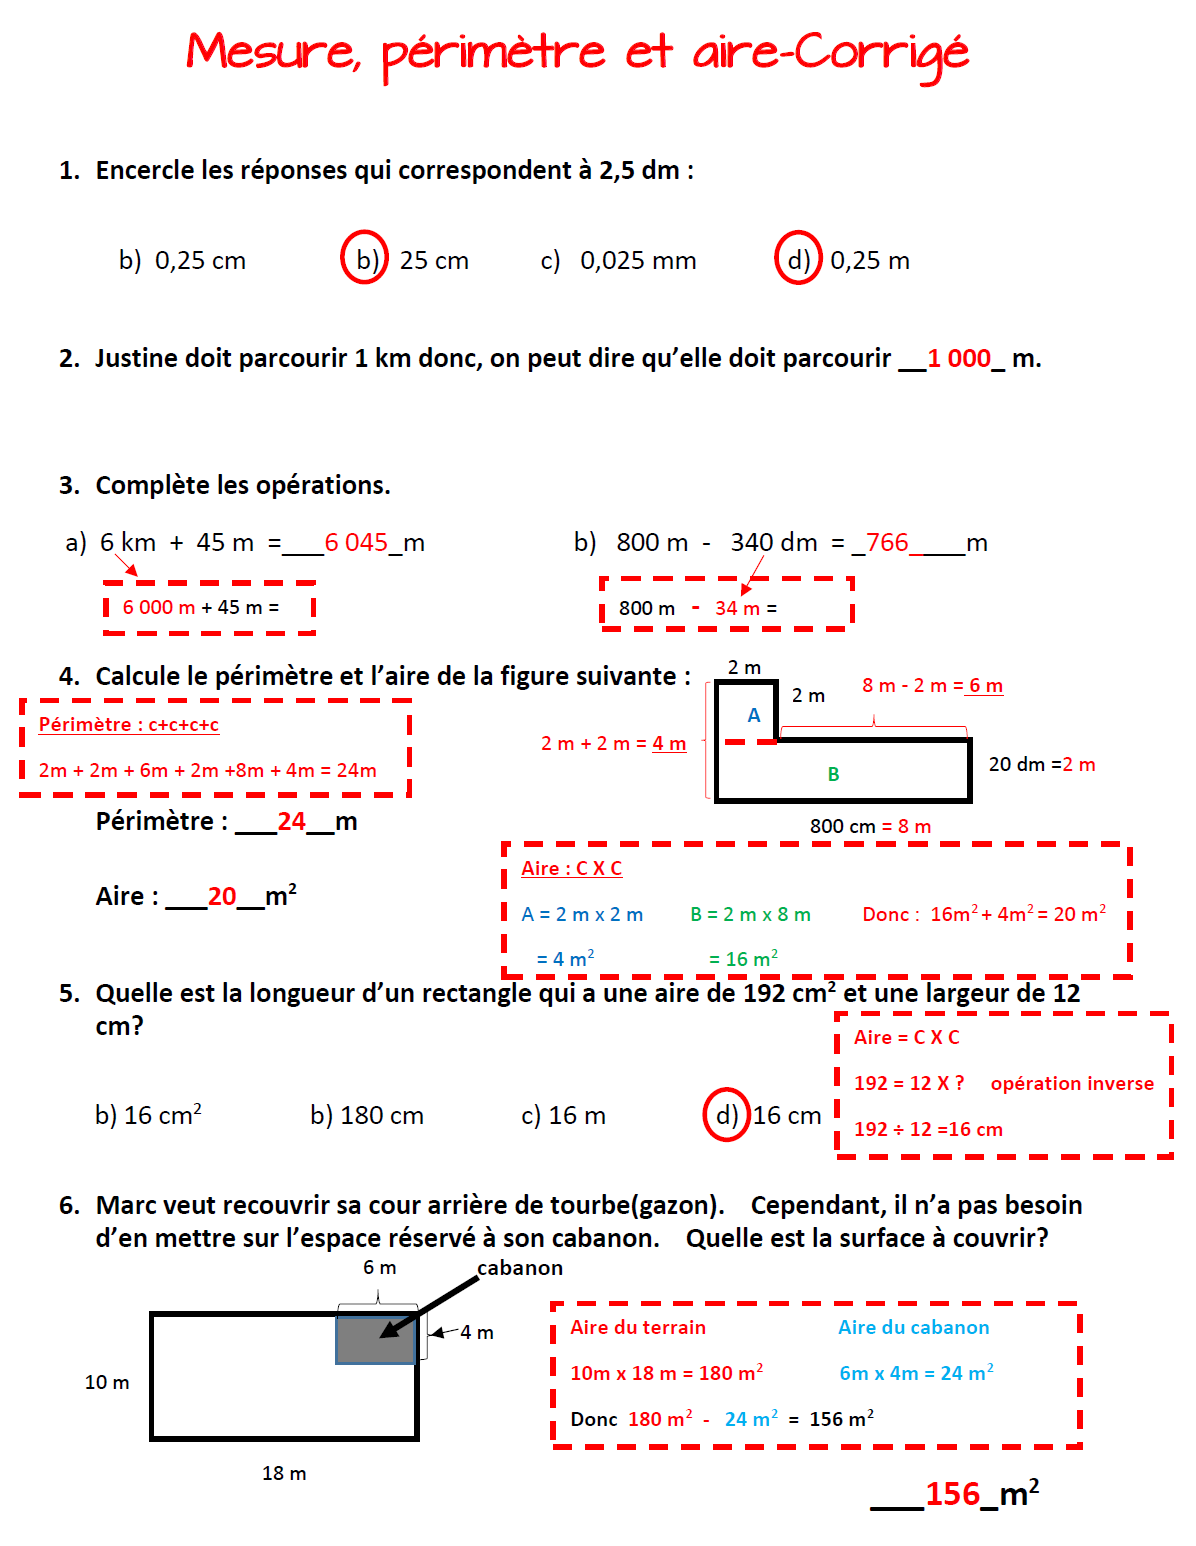 Mesure, périmètre et aire-Corrigé
1. Encercle les réponses qui correspondent à 2,5 dm :
b) 0,25 cm b) 25 cm c) 0,025 mm d) 0,25 m
2. Justine doit parcourir 1 km donc, on peut dire qu’elle doit parcourir __1 000_ m.
3. Complète les opérations.
a) 6 km + 45 m =___6 045_m b) 800 m - 340 dm = _766____m
6 000 m + 45 m = 800 m - 34 m =
4. Calcule le périmètre et l’aire de la figure suivante :
2 m
2 m
8 m - 2 m = 6 m
A
2 m + 2 m = 4 m
B
20 dm =2 m
800 cm = 8 m
Périmètre : c+c+c+c
2m + 2m + 6m + 2m +8m + 4m = 24m
Périmètre : ___24__m
Aire : ___20__m²
Aire : C X C
A = 2 m x 2 m B = 2 m x 8 m Donc : 16m² + 4m² = 20 m²
= 4 m² = 16 m²
5. Quelle est la longueur d’un rectangle qui a une aire de 192 cm² et une largeur de 12
cm?
Aire = C X C
192 = 12 X ? opération inverse
192 ÷ 12 =16 cm
b) 16 cm² b) 180 cm c) 16 m d) 16 cm
6. Marc veut recouvrir sa cour arrière de tourbe(gazon). Cependant, il n’a pas besoin
d’en mettre sur l’espace réservé à son cabanon. Quelle est la surface à couvrir?
6 m
cabanon
4 m
10 m
18 m
Aire du terrain Aire du cabanon
10m x 18 m = 180 m² 6m x 4m = 24 m²
Donc 180 m² - 24 m² = 156 m²
___156_m²